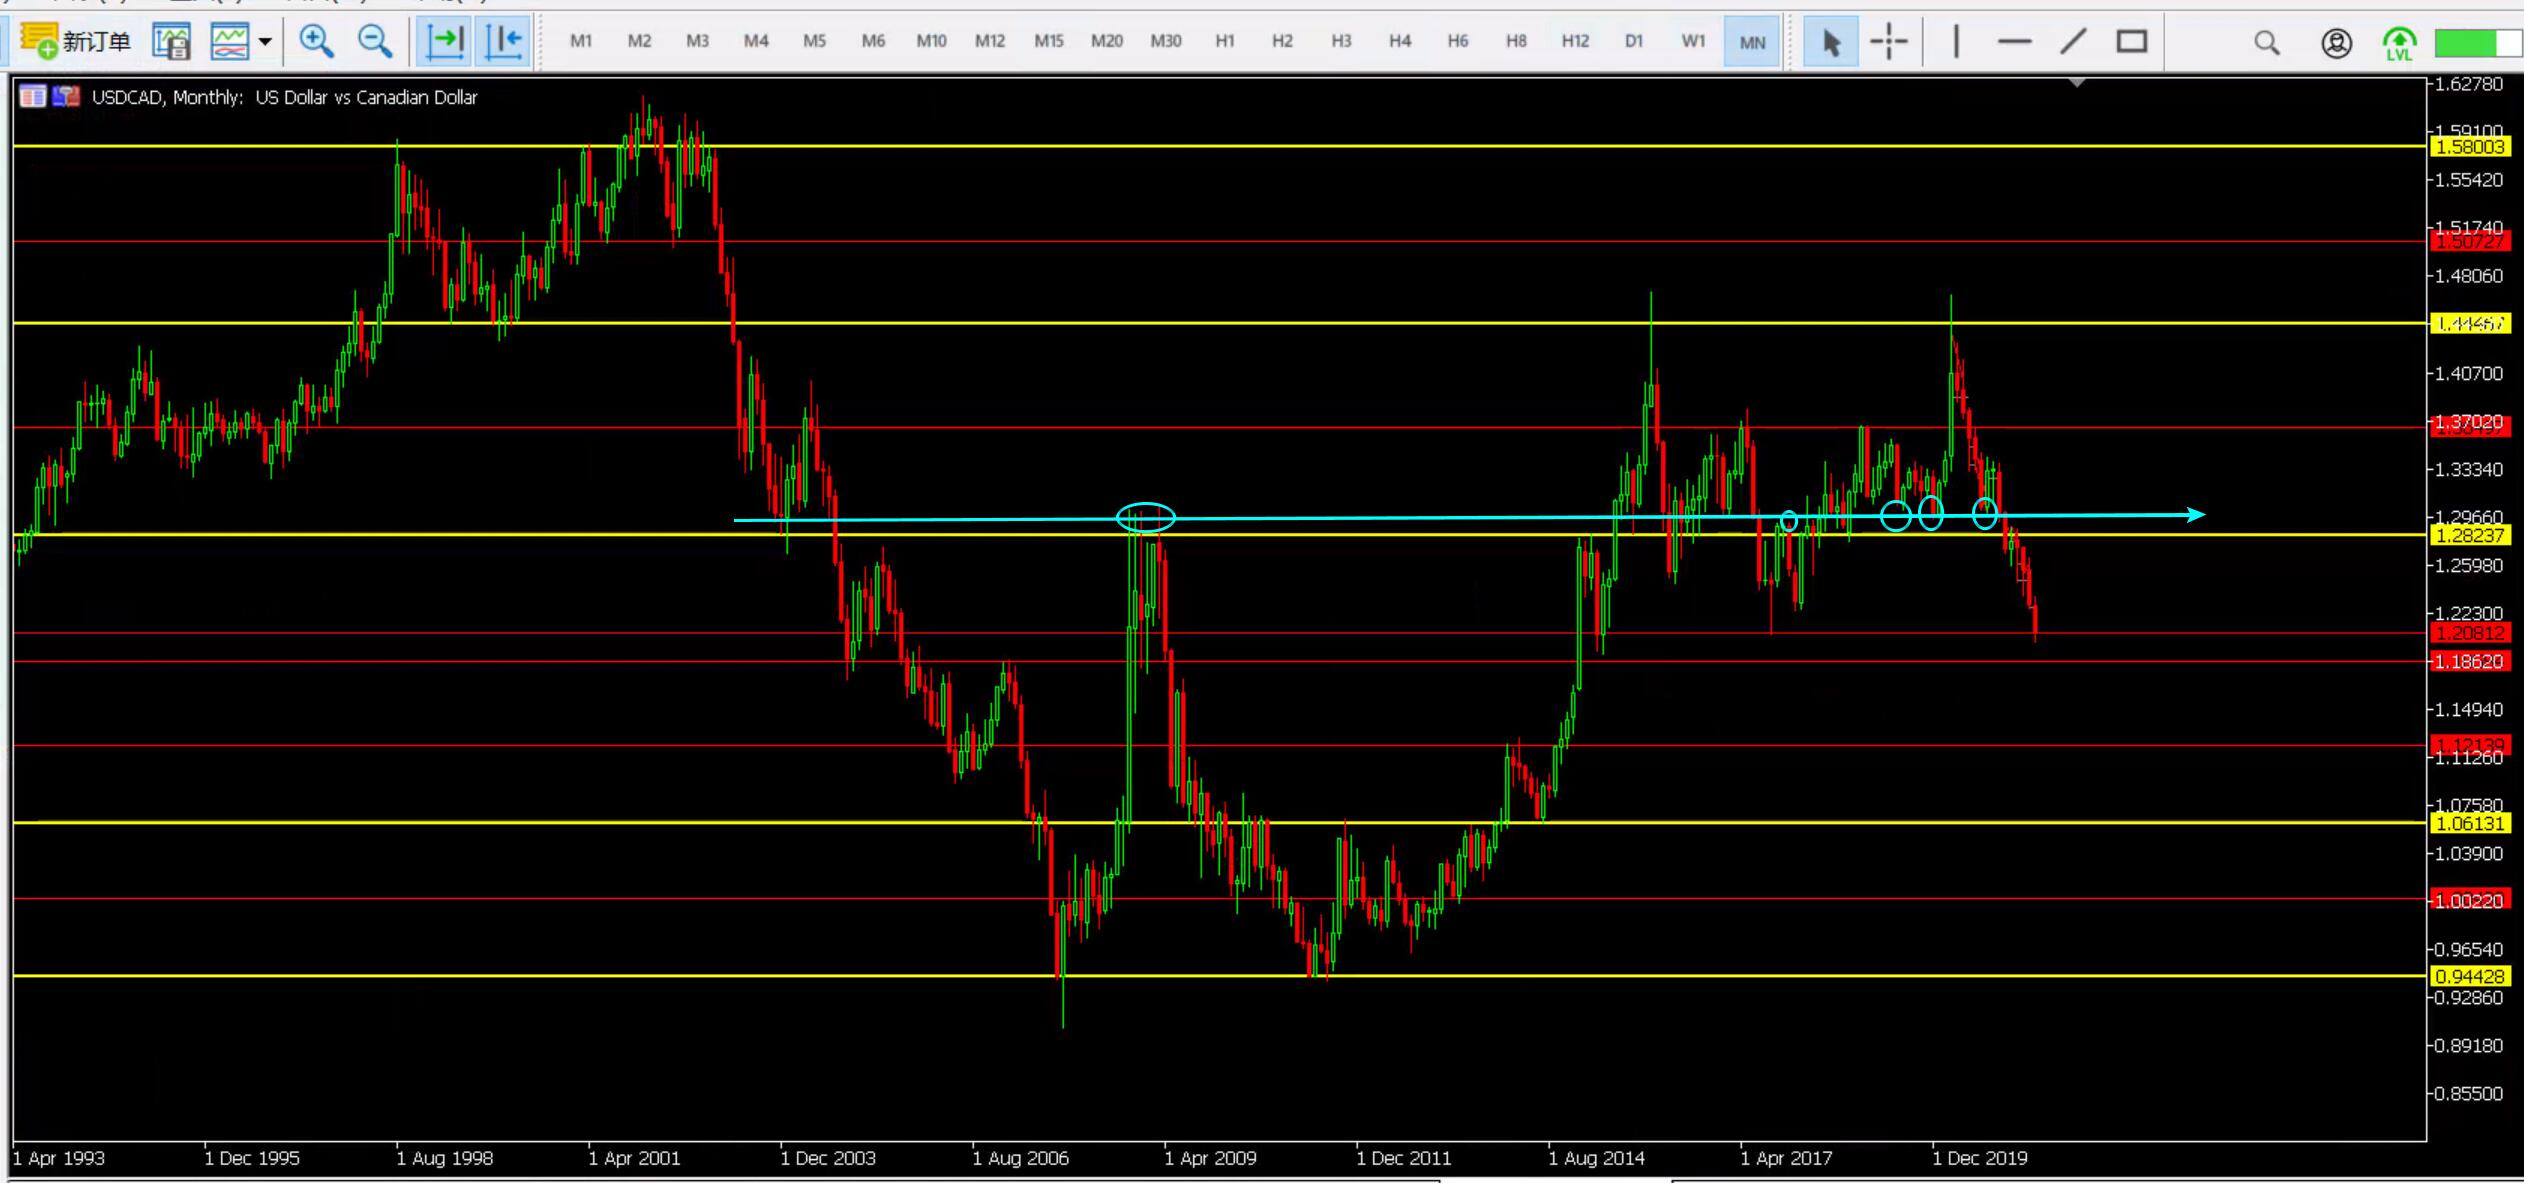 新订单
M1 M2 M3 M4 M5 M6 M10 M12 M15 M20 M30 H1 H2 H3 H4 H6 H8 H12 D1 W1 MN
LVL
USDCAD, Monthly: US Dollar vs Canadian Dollar
1.62780
1.59100
1.58003
1.55420
1.51740
1.50727
1.48060
1.40700
1.37020
1.33340
1.29660
1.28237
1.25980
1.22300
1.20812
1.18620
1.14940
1.12139
1.11260
1.07580
1.06131
1.03900
1.00220
0.96540
0.94428
0.92860
0.89180
0.85500
1 Apr 1993
1 Dec 1995
1 Aug 1998
1 Apr 2001
1 Dec 2003
1 Aug 2006
1 Apr 2009
1 Dec 2011
1 Aug 2014
1 Apr 2017
1 Dec 2019